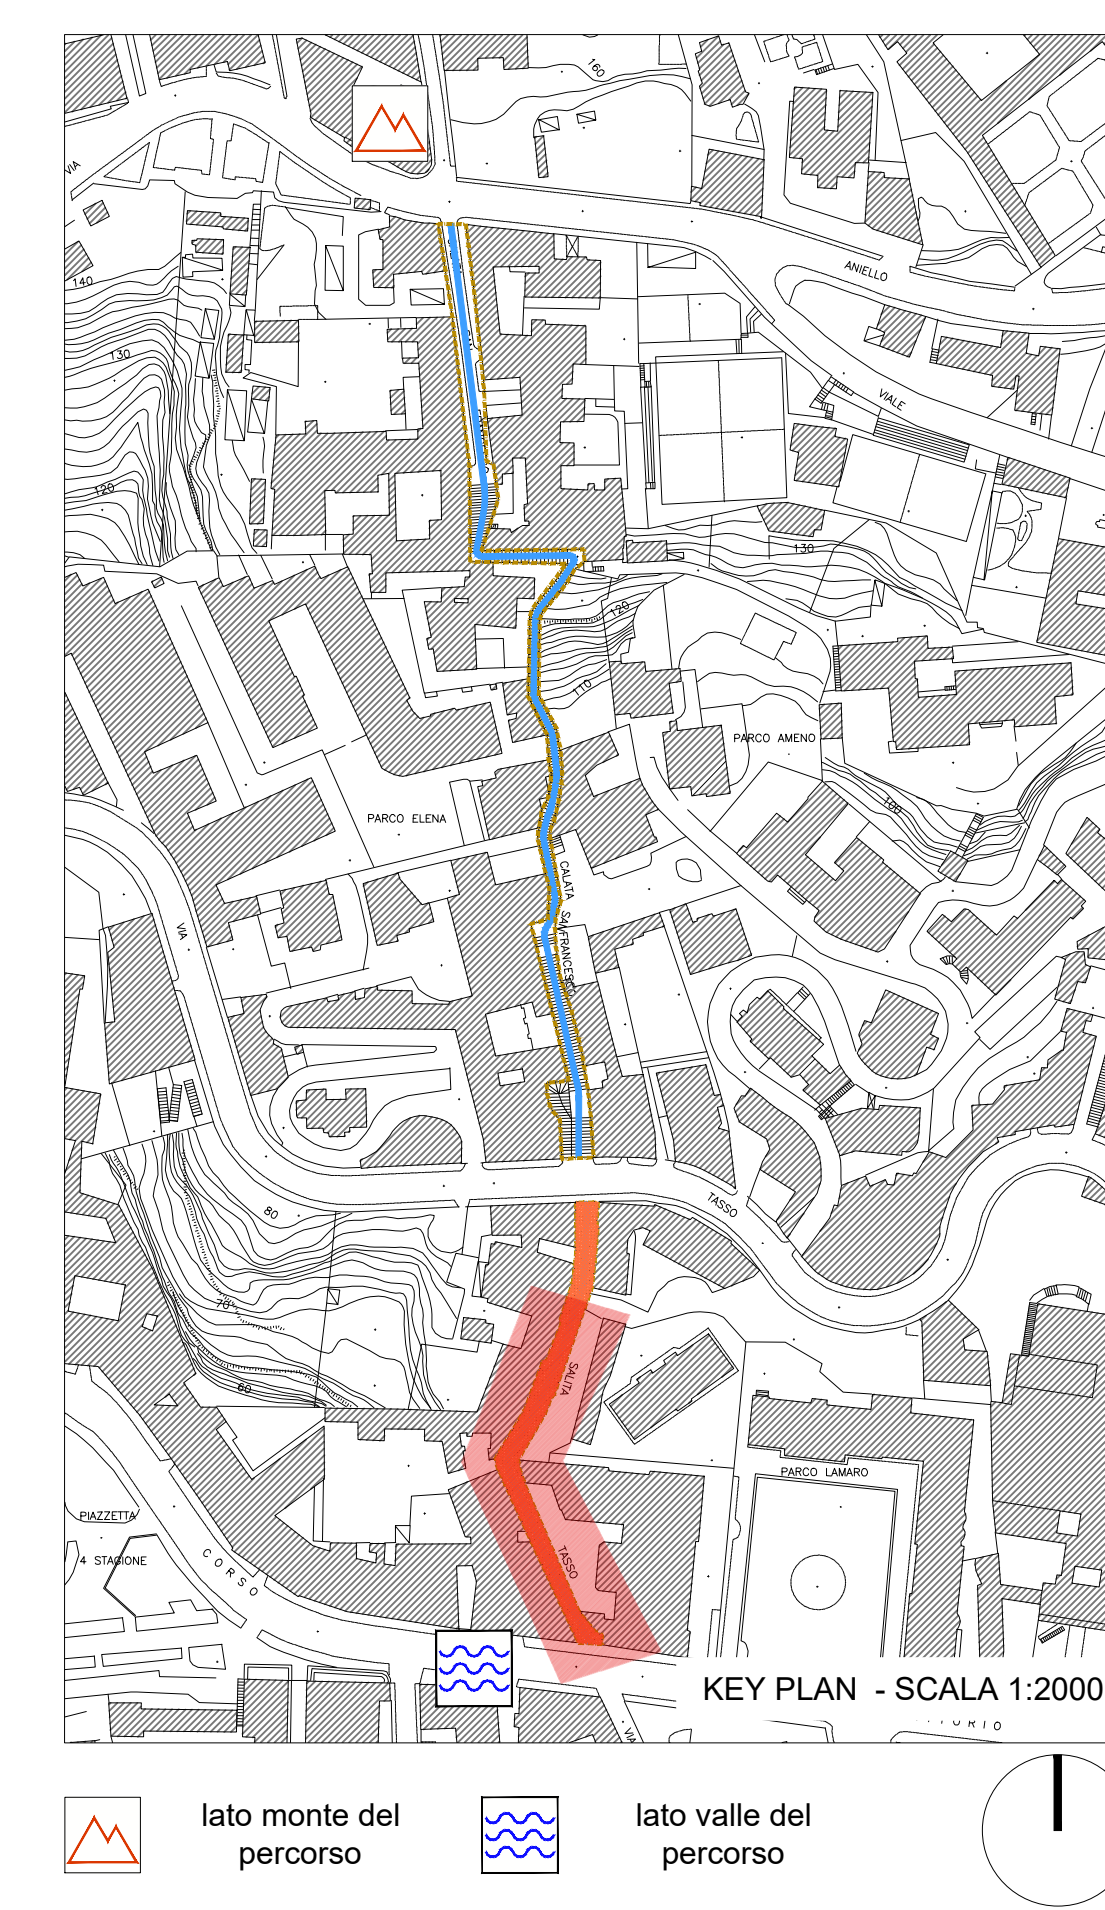 160
VIA
140
ANIELLO
130
VIALE
120
130
120
110
PARCO AMENO
100
PARCO ELENA
CALATA
SAN FRANCESCO
VIA
TASSO
80
70
60
SALITA
PARCO LAMARO
PIAZZETTA
4 STAGIONE
TASSO
CORSO
KEY PLAN - SCALA 1:2000
VIA
lato monte del
percorso
lato valle del
percorso